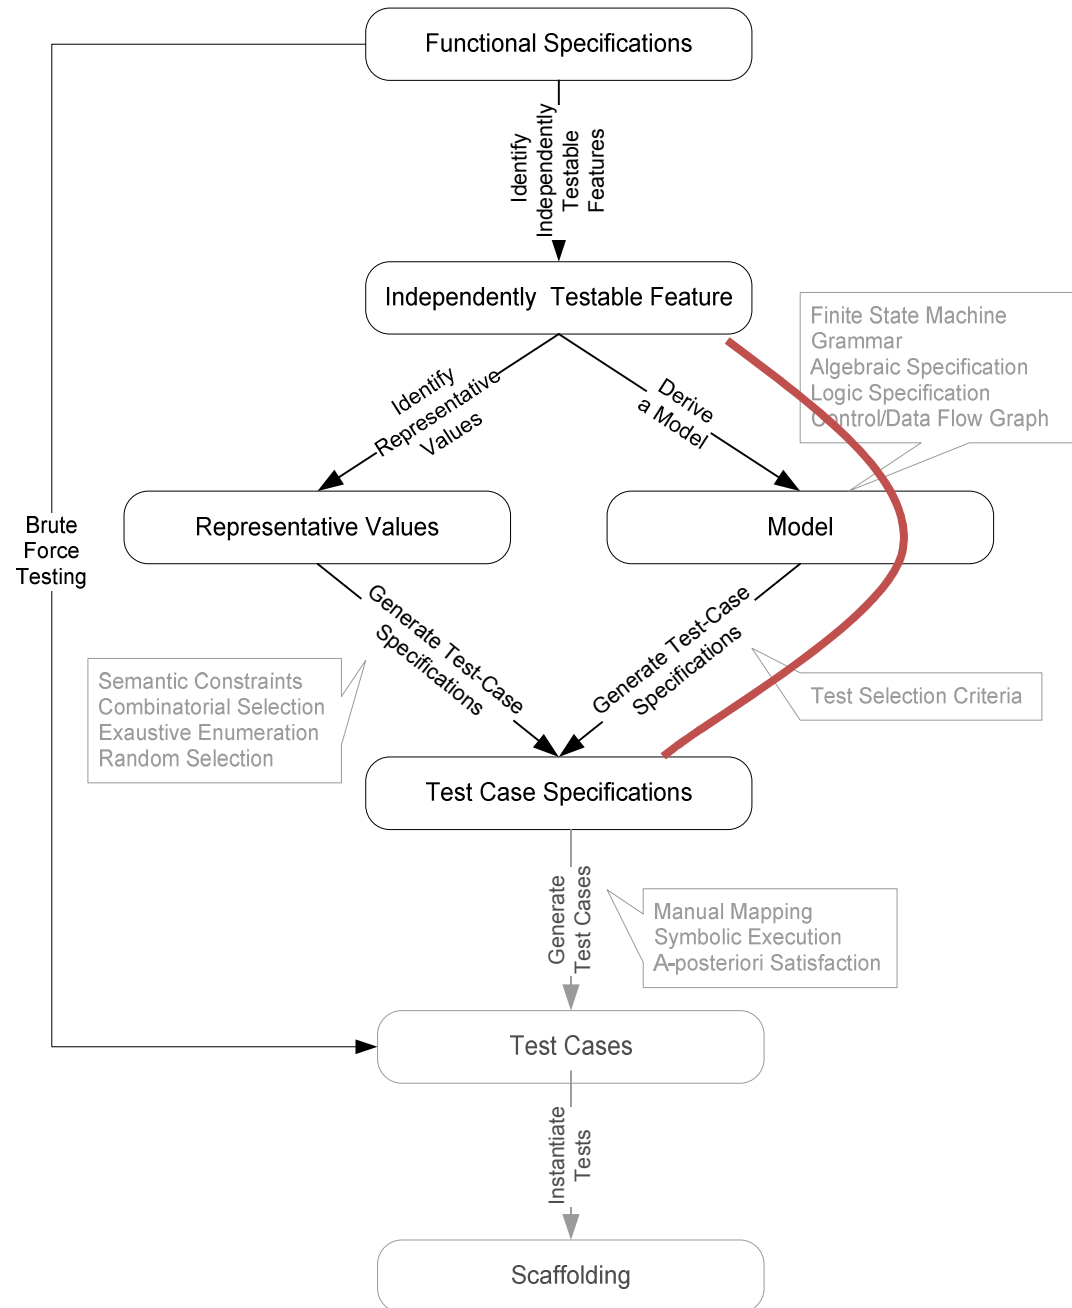 Functional Specifications
Identify
Independently
Testable
Features
Independently  Testable Feature
Finite State Machine
Grammar
Algebraic Specification
Logic Specification
Control/Data Flow Graph
Identify
Representative
Values
Derive
a Model
Representative Values
Model
Brute
Force
Testing
Generate Test-Case
Specifications
Generate Test-Case
Specifications
Semantic Constraints
Combinatorial Selection
Exaustive Enumeration
Random Selection
Test Selection Criteria
Test Case Specifications
Generate
Test Cases
Manual Mapping
Symbolic Execution
A-posteriori Satisfaction
Test Cases
Instantiate
Tests
Scaffolding